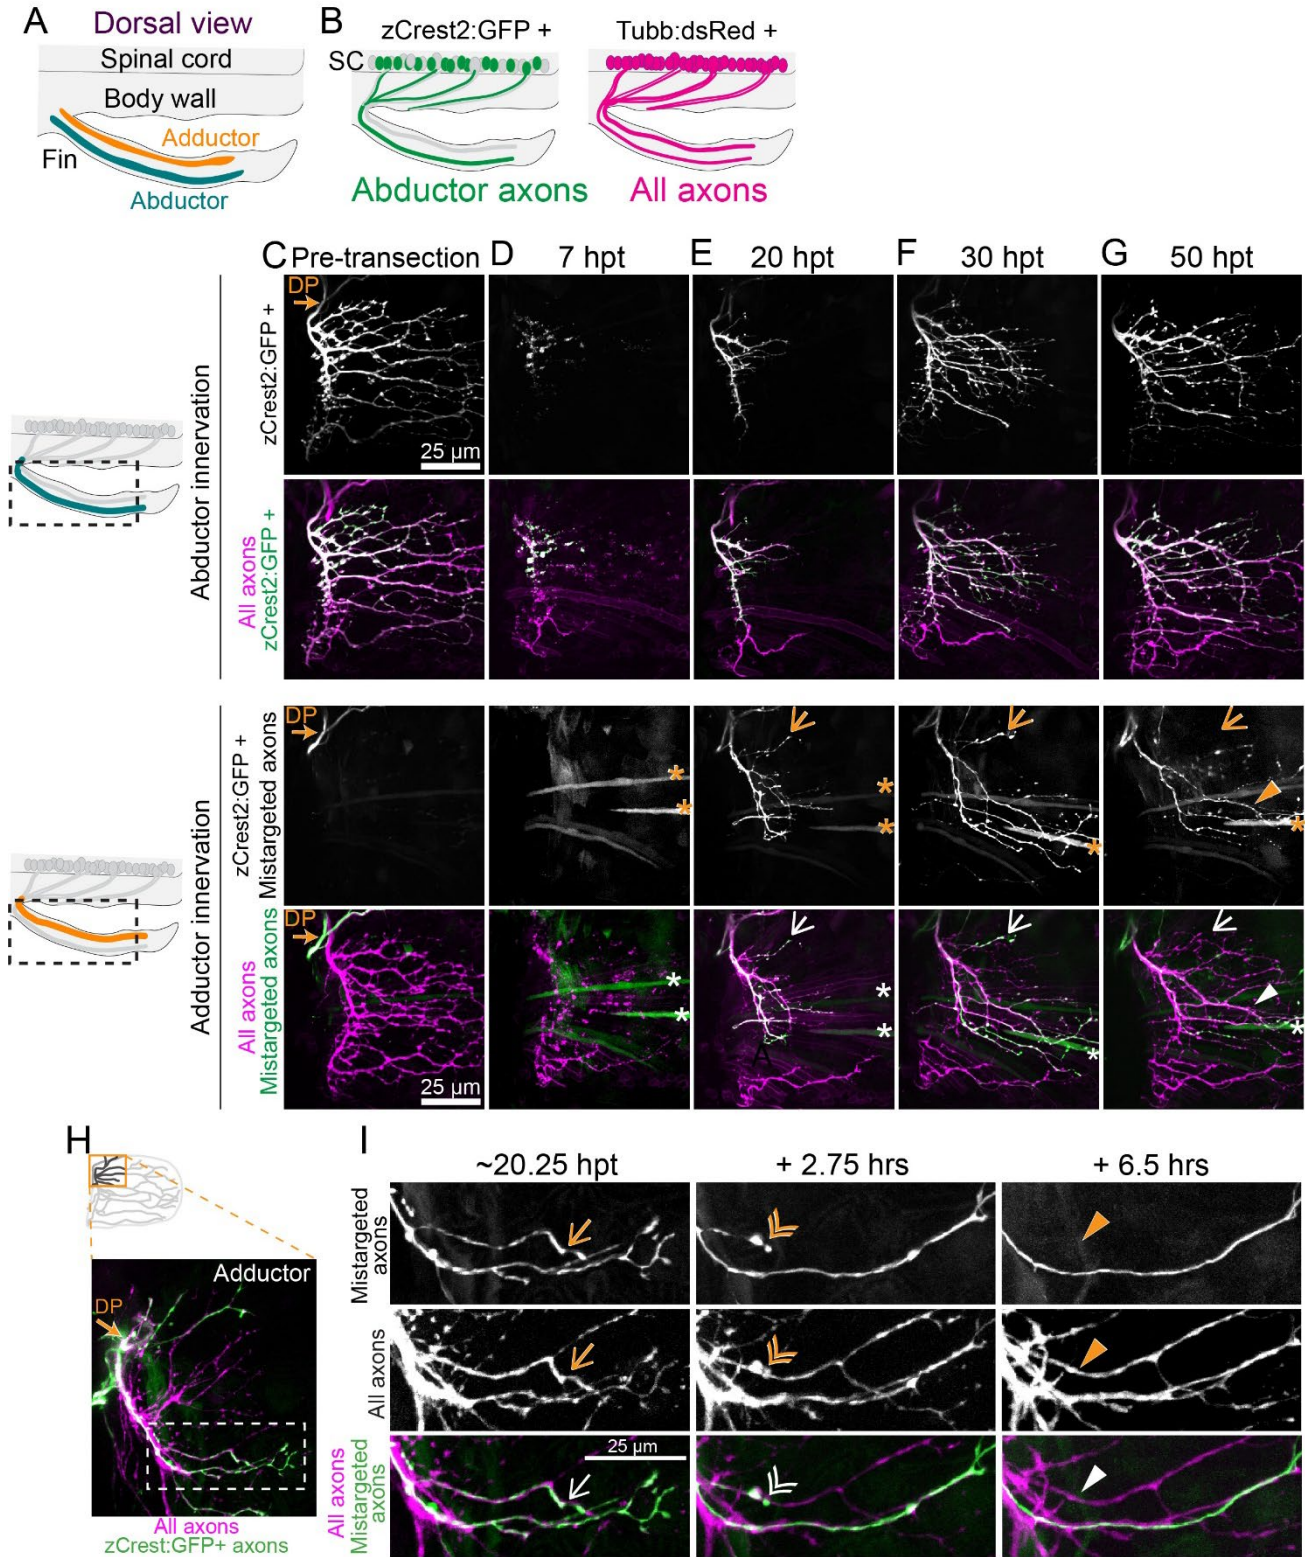 A
Dorsal view
Spinal cord
Body wall
Adductor
Fin
Abductor
B
zCrest2:GFP +
Tubb:dsRed +
SC
Abductor axons
All axons
C Pre-transection
D 7 hpt
E 20 hpt
F 30 hpt
G 50 hpt
Abductor innervation
zCrest2:GFP +
DP
25 µm
All axons
zCrest2:GFP +
Adductor innervation
zCrest2:GFP +
Mistargeted axons
DP
*
*
*
*
*
*
All axons
Mistargeted axons
DP
25 µm
*
*
*
*
*
*
H
Adductor
DP
All axons
zCrest:GFP+ axons
I
~20.25 hpt
+ 2.75 hrs
+ 6.5 hrs
Mistargeted
axons
All axons
All axons
Mistargeted
axons
25 µm